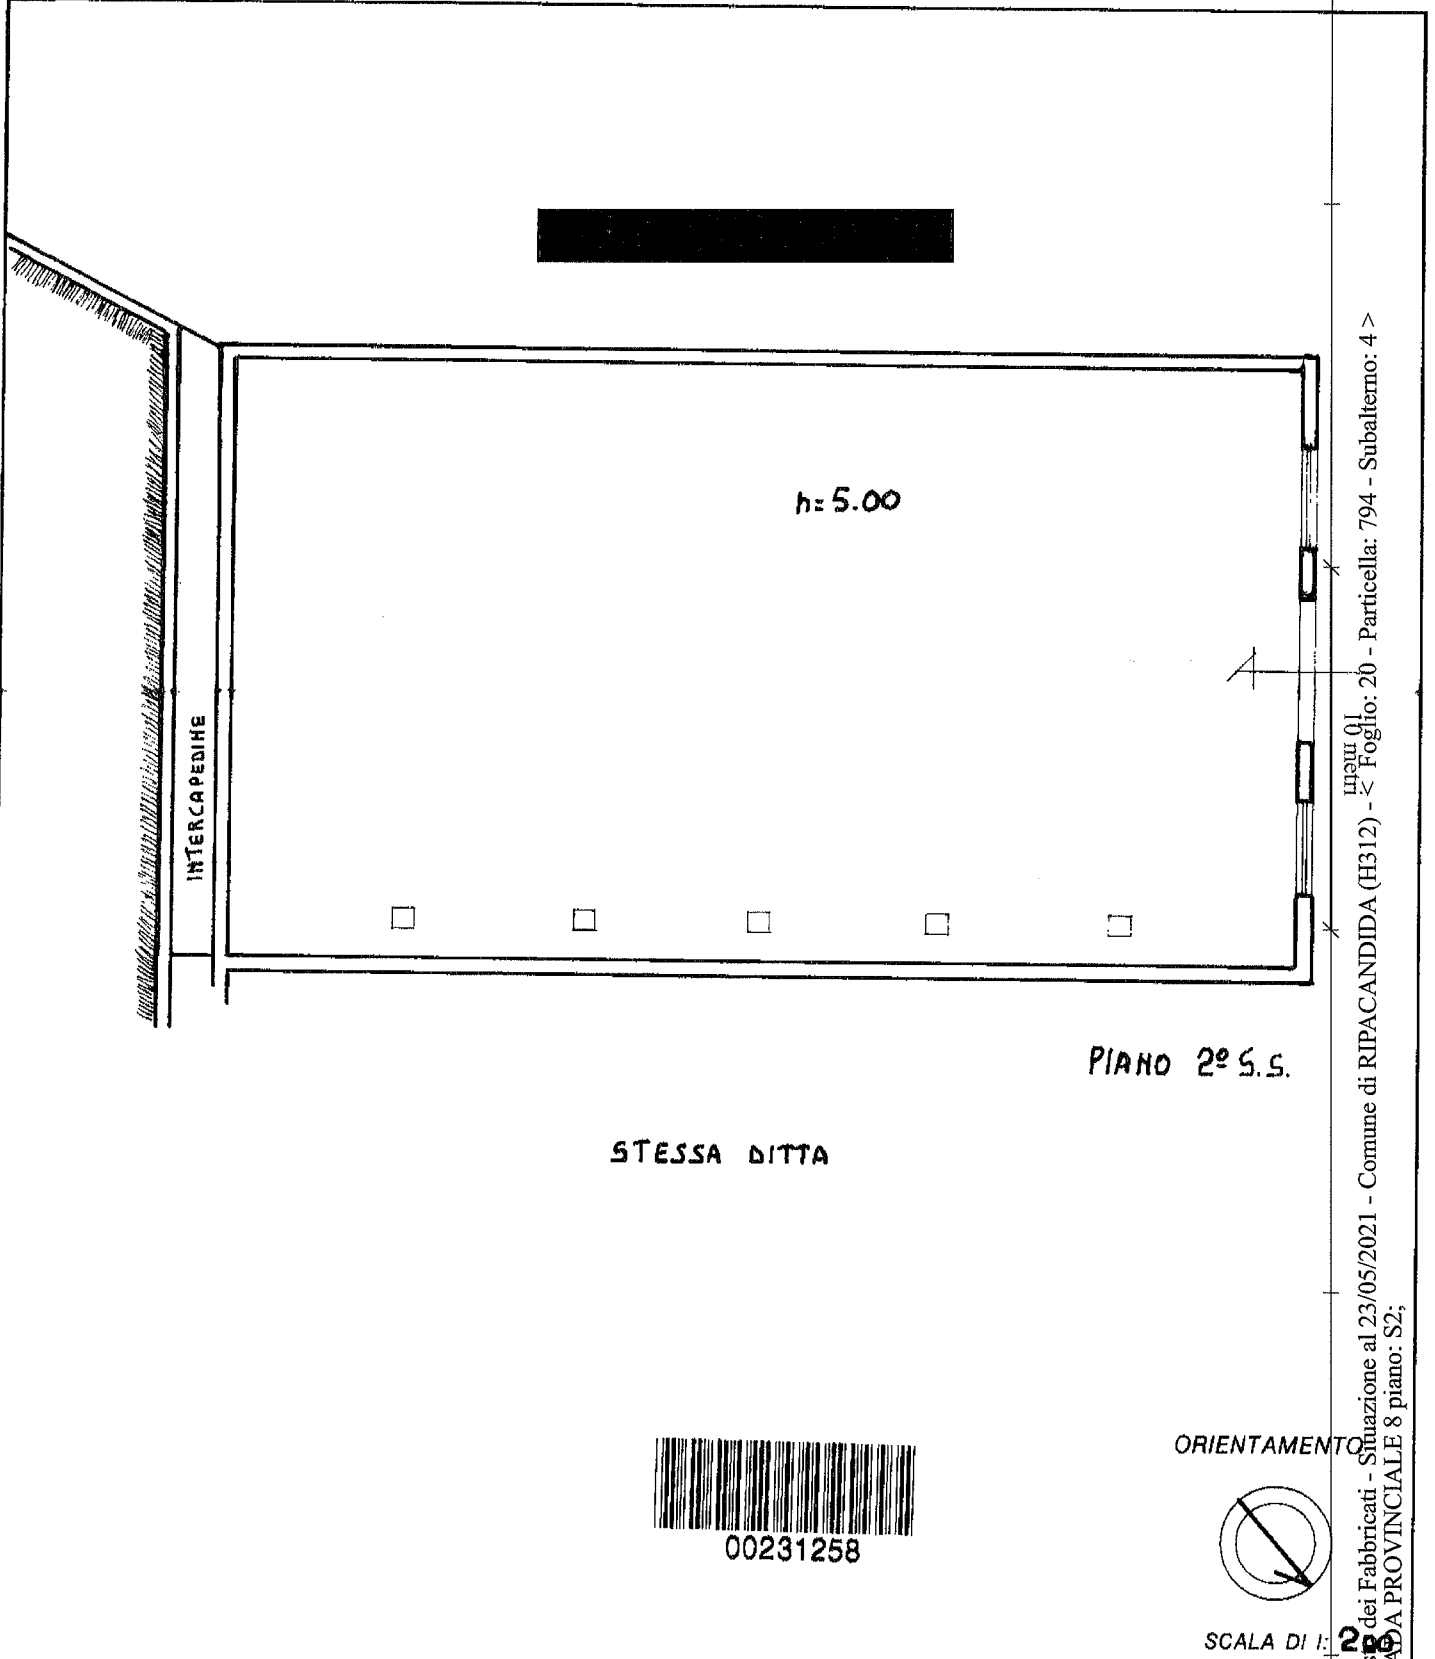 h=5.00
INTERCAPEDINE
PIANO 2º S.S.
STESSA DITTA
00231258
ORIENTAMENTO
SCALA DI 1: 200
10 metri
dei Fabbricati - Situazione al 23/05/2021 - Comune di RIPACANDIDA (H312) - < Foglio: 20 - Particella: 794 - Subalterno: 4 >
PROVINCIALE 8 piano: S2;